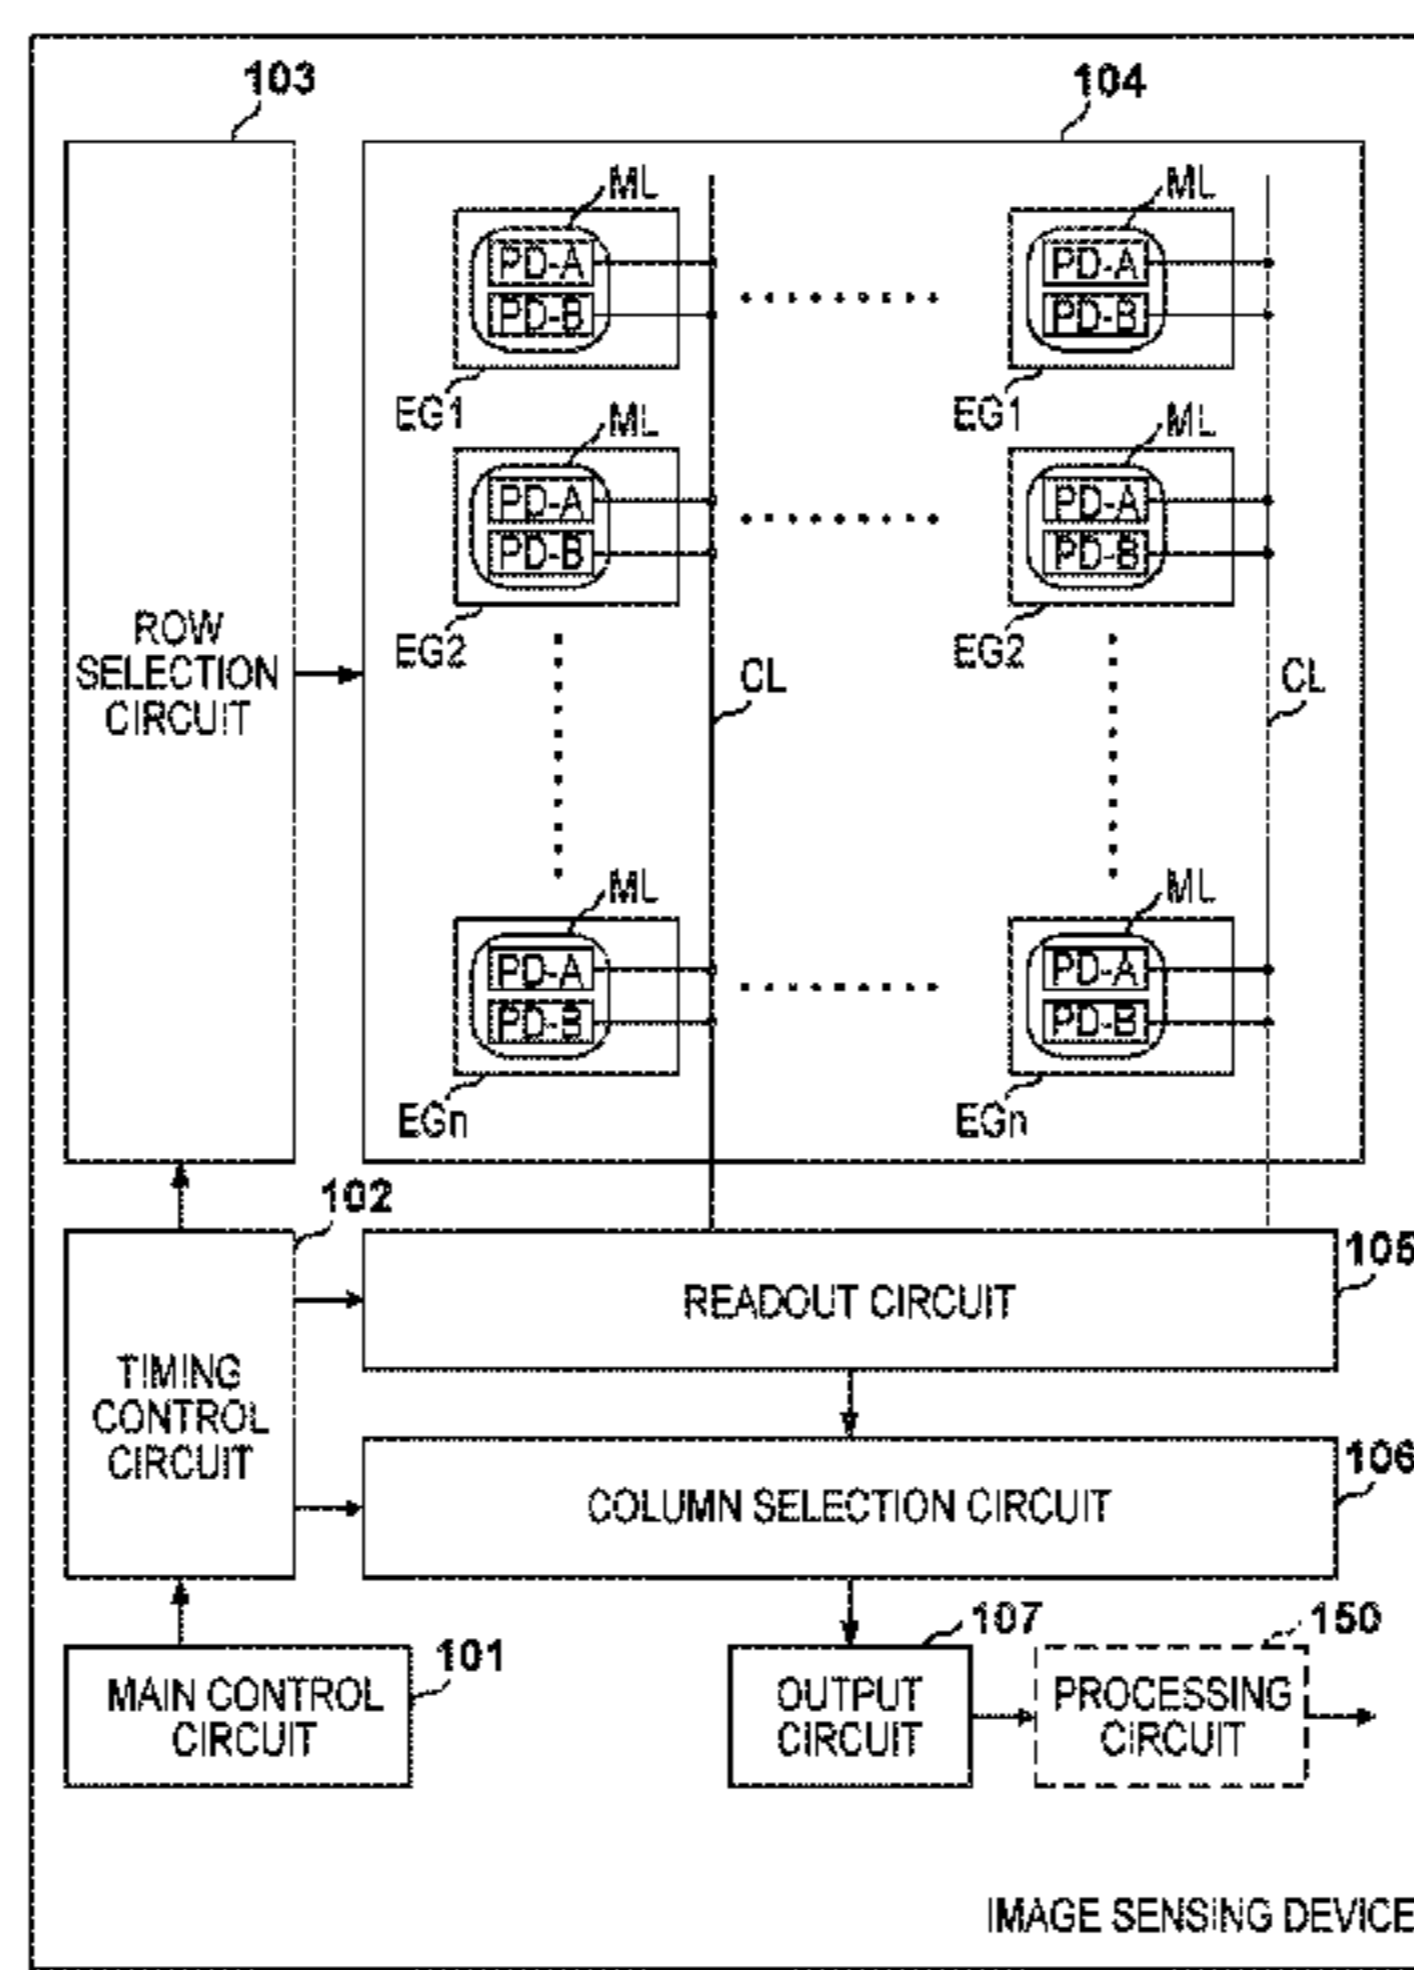 103
104
ML
ML
PD-A
PD-A
PD-B
PD-B
EG1
EG1
ML
ML
PD-A
PD-A
PD-B
PD-B
EG2
EG2
ROW
SELECTION
CIRCUIT
CL
CL
ML
ML
PD-A
PD-A
PD-B
PD-B
EGn
EGn
102
105
READOUT CIRCUIT
TIMING
CONTROL
CIRCUIT
106
COLUMN SELECTION CIRCUIT
101
107
150
MAIN CONTROL
CIRCUIT
OUTPUT
CIRCUIT
PROCESSING
CIRCUIT
IMAGE SENSING DEVICE